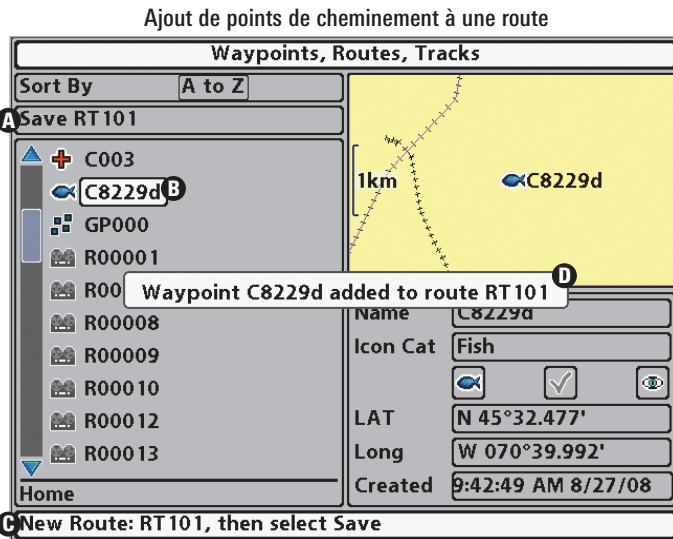 Ajout de points de cheminement à une route
Waypoints, Routes, Tracks
Sort By A to Z
A Save RT101
C003
C8229d B
GP000
R00001
R00
R00008
R00009
R00010
R00012
R00013
Home
1km
C8229d
Waypoint C8229d added to route RT101 D
Name C8229d
Icon Cat Fish
LAT N 45°32.477'
Long W 070°39.992'
Created 9:42:49 AM 8/27/08
C New Route: RT101, then select Save